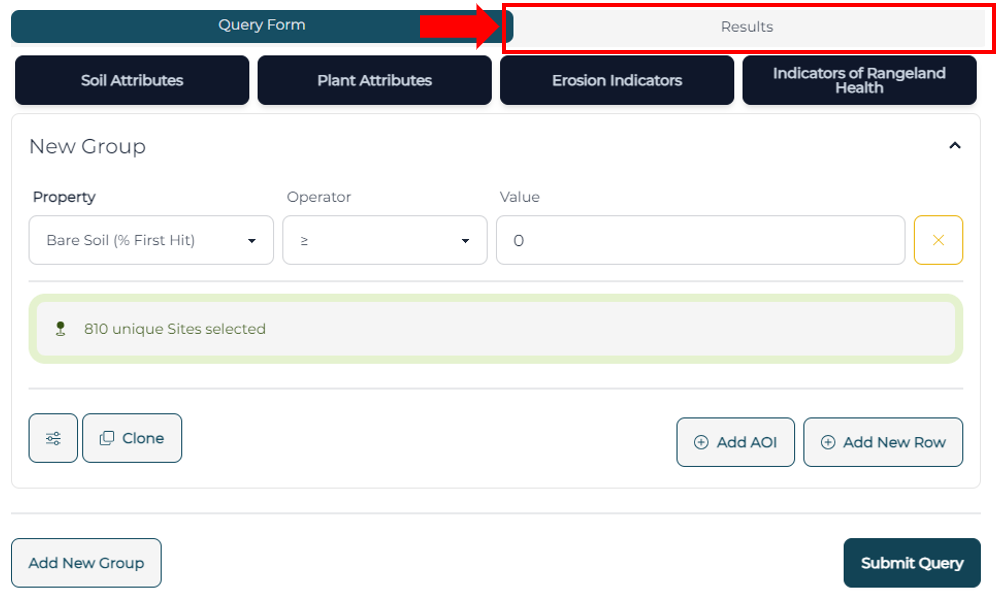 Query Form
Results
Soil Attributes
Plant Attributes
Erosion Indicators
Indicators of Rangeland
Health
New Group
Property
Operator
Value
Bare Soil (% First Hit)
≥
0
810 unique Sites selected
Clone
Add AOI
Add New Row
Add New Group
Submit Query